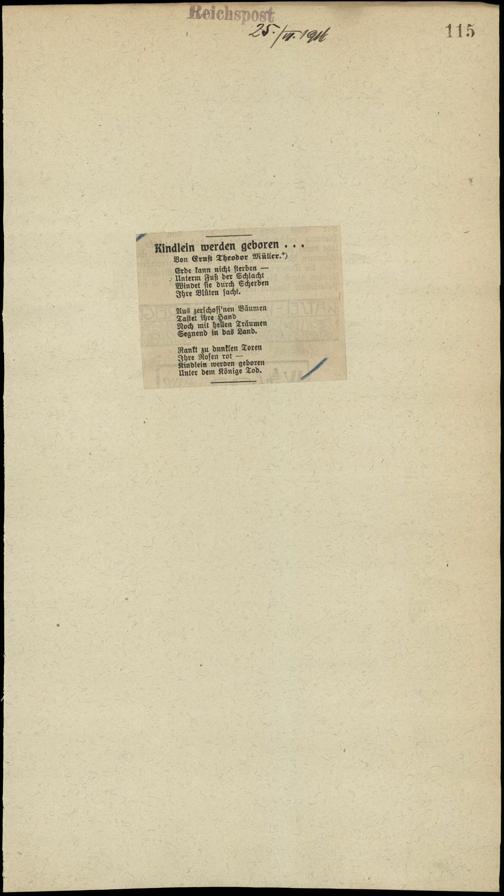 Reichspost
25./III. 1916
115
Kindlein werden geboren . . .
Von Ernst Theodor Müller.*)
Erde kann nicht sterben —
Unterm Fuß der Schlacht
Windet sie durch Scherben
Ihre Blüten sacht.
Aus zerschoss'nen Bäumen
Tastet ihre Hand
Noch mit hellen Träumen
Segnend in das Land.
Rankt zu dunklen Toren
Ihre Rosen rot —
Kindlein werden geboren
Unter dem Könige Tod.